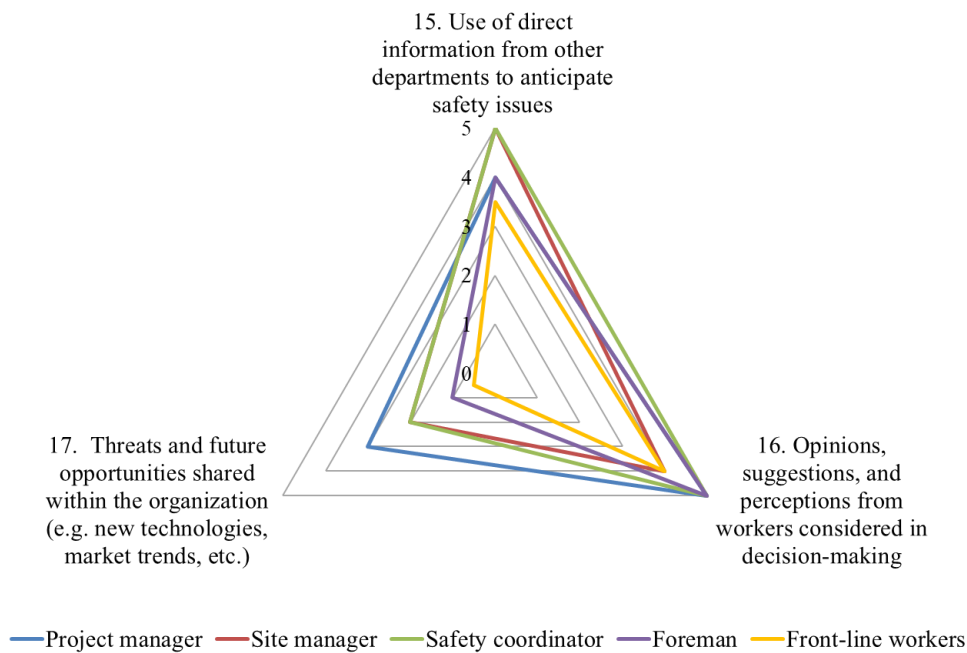 15. Use of direct
information from other
departments to anticipate
safety issues
5
4
3
2
1
0
17. Threats and future
opportunities shared
within the organization
(e.g. new technologies,
market trends, etc.)
16. Opinions,
suggestions, and
perceptions from
workers considered in
decision-making
Project manager Site manager Safety coordinator Foreman Front-line workers